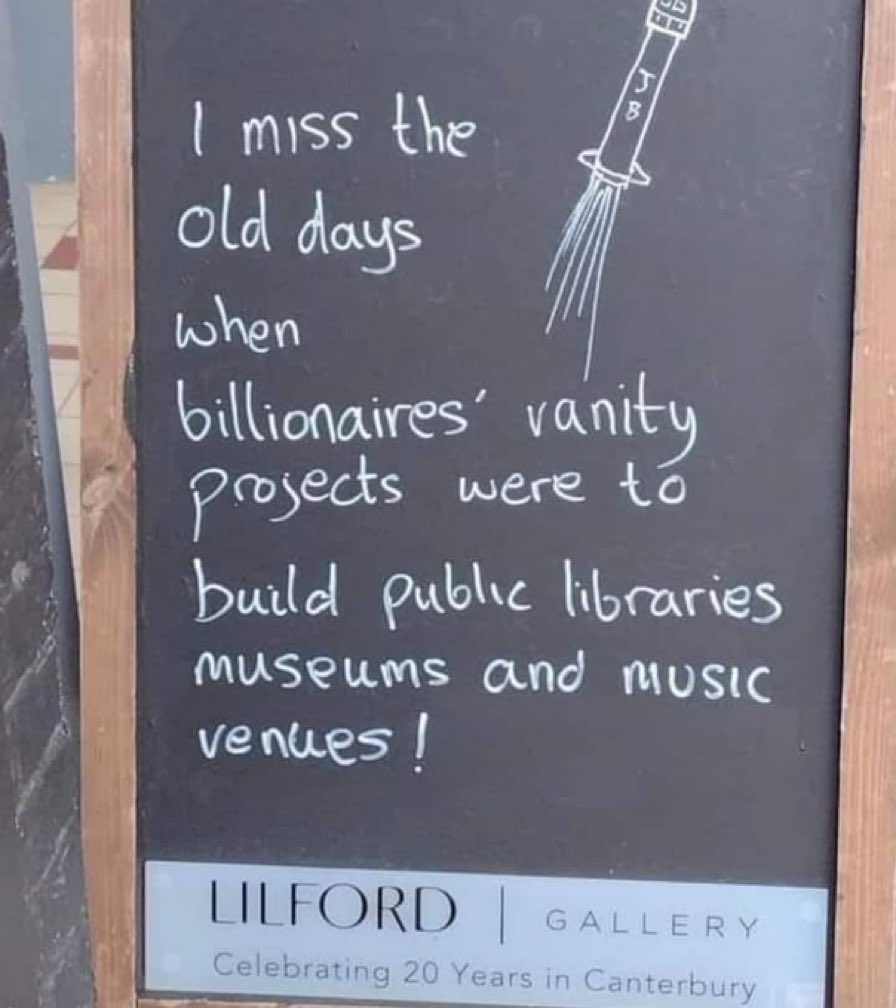 J
B
I miss the
old days
when
billionaires' vanity
projects were to
build public libraries
museums and music
venues!
LILFORD | GALLERY
Celebrating 20 Years in Canterbury